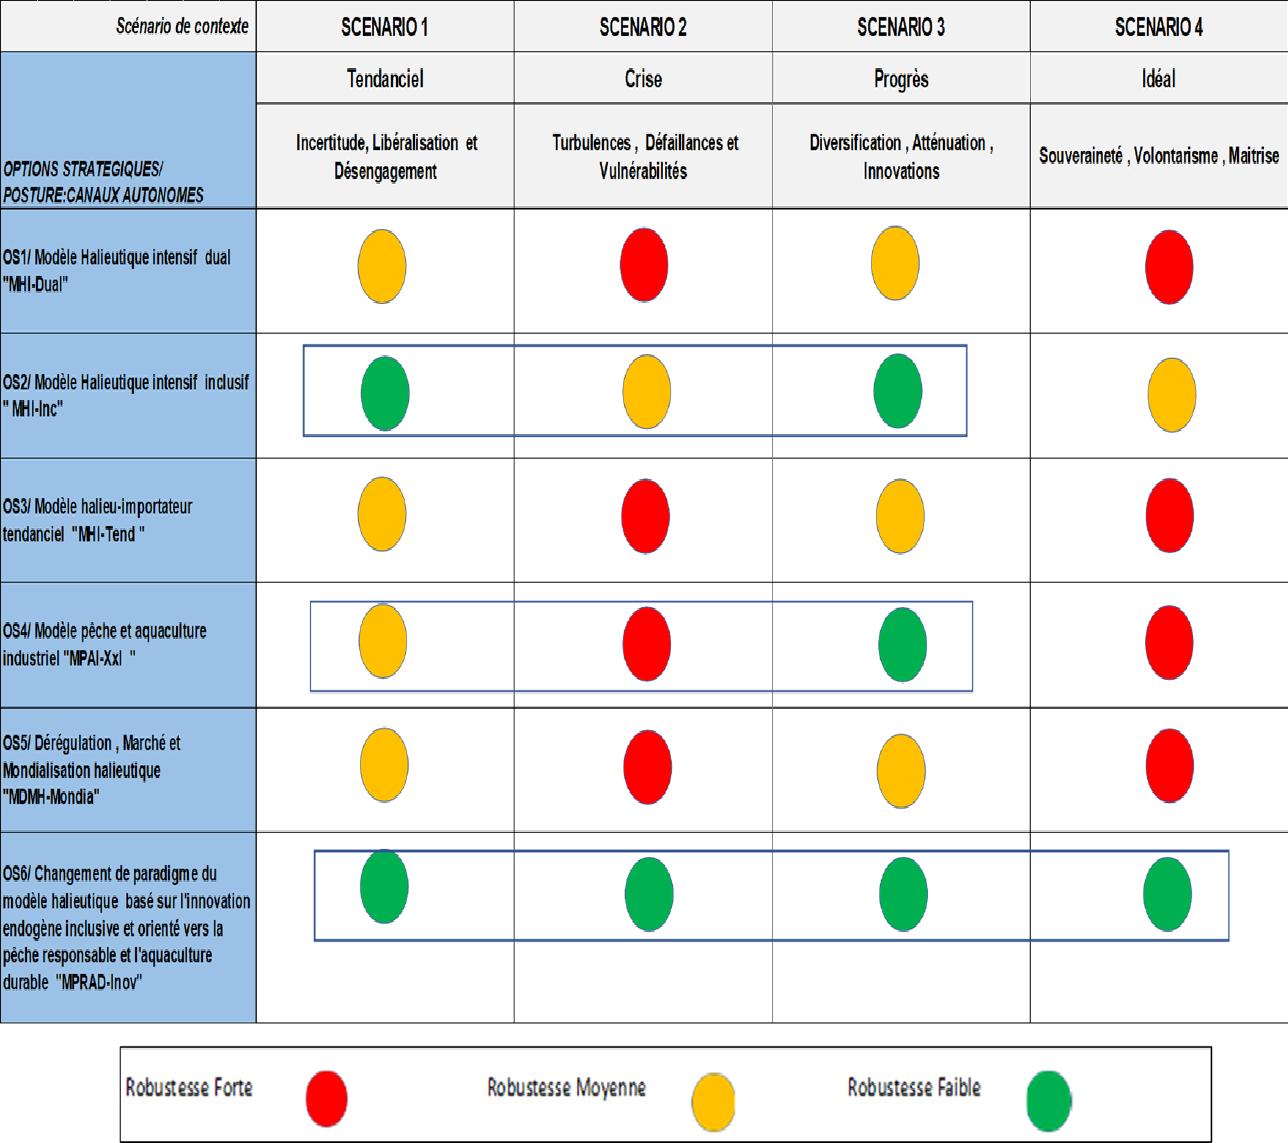 Scénario de contexte
SCENARIO 1
SCENARIO 2
SCENARIO 3
SCENARIO 4
Tendanciel
Crise
Progrès
Idéal
OPTIONS STRATEGIQUES/
POSTURE:CANAUX AUTONOMES
Incertitude, Libéralisation et
Désengagement
Turbulences , Défaillances et
Vulnérabilités
Diversification , Atténuation ,
Innovations
Souveraineté , Volontarisme , Maitrise
OS1/ Modèle Halieutique intensif dual
"MHI-Dual"
OS2/ Modèle Halieutique intensif inclusif
" MHI-Inc"
OS3/ Modèle halieu-importateur
tendanciel "MHI-Tend "
OS4/ Modèle pêche et aquaculture
industriel "MPAI-XxI "
OS5/ Dérégulation , Marché et
Mondialisation halieutique
"MDMH-Mondia"
OS6/ Changement de paradigme du
modèle halieutique basé sur l'innovation
endogène inclusive et orienté vers la
pêche responsable et l'aquaculture
durable "MPRAD-Inov"
Robustesse Forte
Robustesse Moyenne
Robustesse Faible